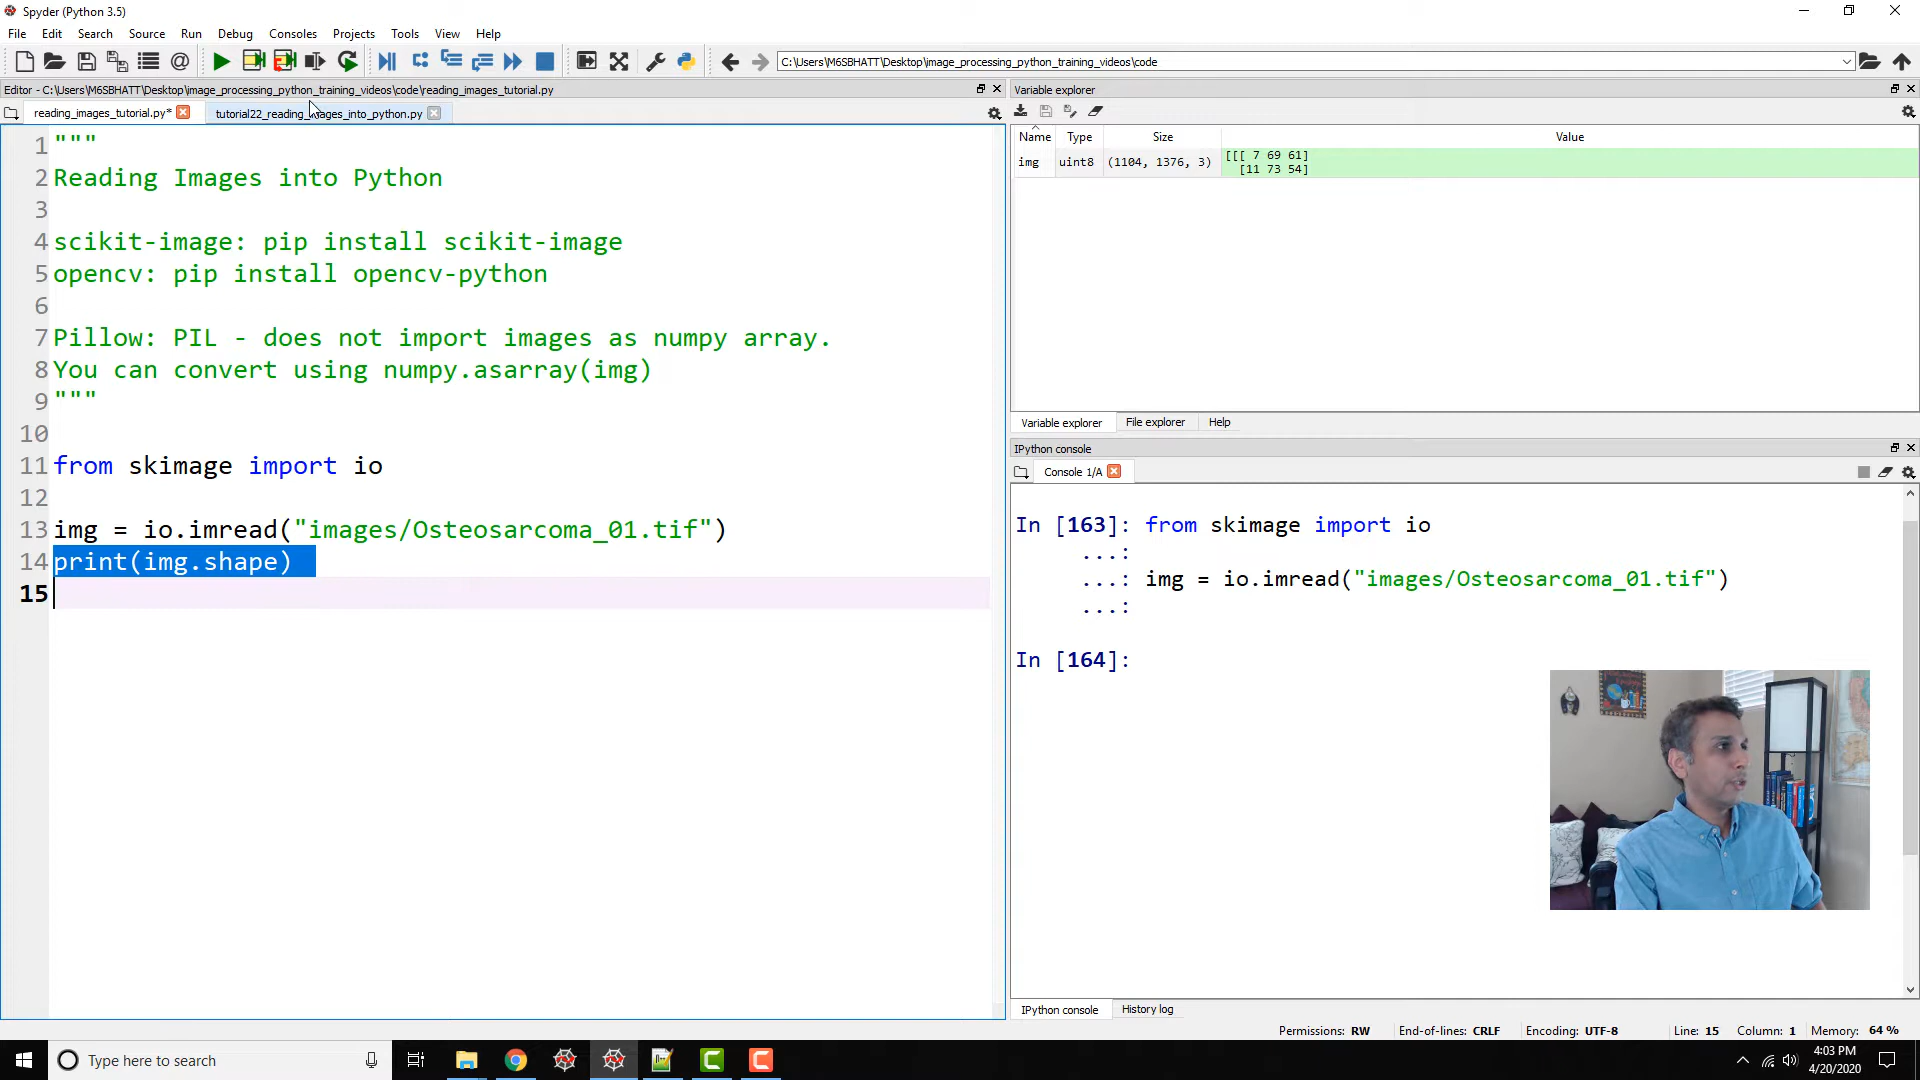 Spyder (Python 3.5)
File Edit Search Source Run Debug Consoles Projects Tools View Help
C:\Users\M6SBHATT\Desktop\image_processing_python_training_videos\code
Editor - C:\Users\M6SBHATT\Desktop\image_processing_python_training_videos\code\reading_images_tutorial.py
reading_images_tutorial.py*
tutorial22_reading_images_into_python.py
1 """
2 Reading Images into Python
3
4 scikit-image: pip install scikit-image
5 opencv: pip install opencv-python
6
7 Pillow: PIL - does not import images as numpy array.
8 You can convert using numpy.asarray(img)
9 """
10
11 from skimage import io
12
13 img = io.imread("images/Osteosarcoma_01.tif")
14 print(img.shape)
15
Variable explorer
Name Type Size Value
img uint8 (1104, 1376, 3) [[[ 7 69 61]
[11 73 54]
Variable explorer File explorer Help
IPython console
Console 1/A
In [163]: from skimage import io
...:
...: img = io.imread("images/Osteosarcoma_01.tif")
...:
In [164]:
IPython console History log
Permissions: RW End-of-lines: CRLF Encoding: UTF-8 Line: 15 Column: 1 Memory: 64 %
Type here to search
4:03 PM
4/20/2020